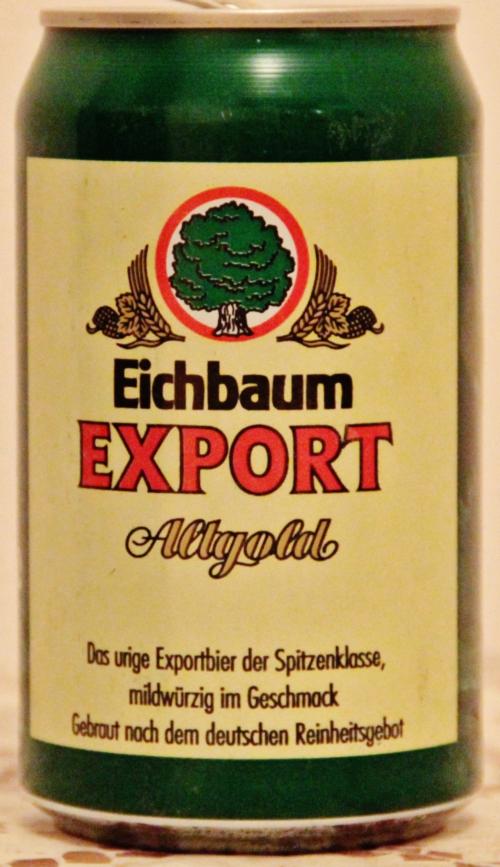 Eichbaum
EXPORT
Altgold
Das urige Exportbier der Spitzenklasse,
mildwürzig im Geschmack
Gebraut nach dem deutschen Reinheitsgebot